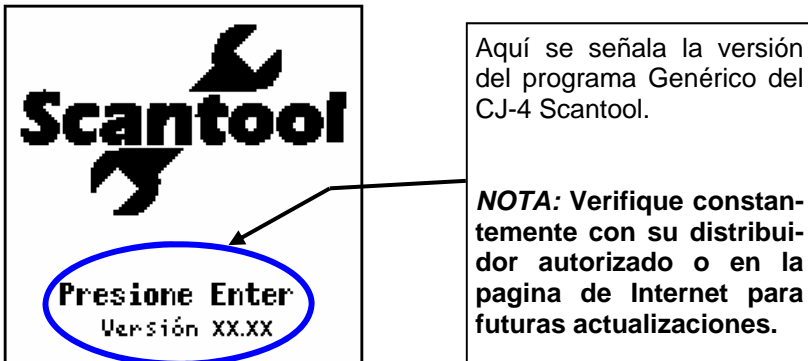 Scantool
Presione Enter
Versión XX.XX
Aquí se señala la versión
del programa Genérico del
CJ-4 Scantool.
NOTA: Verifique constan-
temente con su distribui-
dor autorizado o en la
pagina de Internet para
futuras actualizaciones.